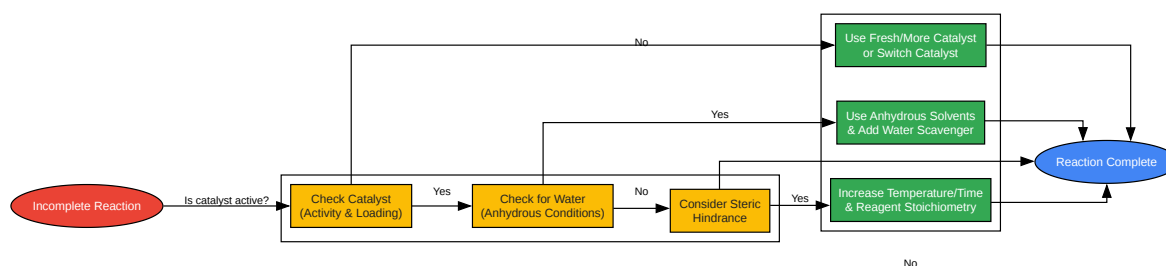 No
Use Fresh/More Catalyst
or Switch Catalyst
Yes
Use Anhydrous Solvents
& Add Water Scavenger
Reaction Complete
Incomplete Reaction
Is catalyst active?
Check Catalyst
(Activity & Loading)
Yes
Check for Water
(Anhydrous Conditions)
No
Consider Steric
Hindrance
Yes
Increase Temperature/Time
& Reagent Stoichiometry
No